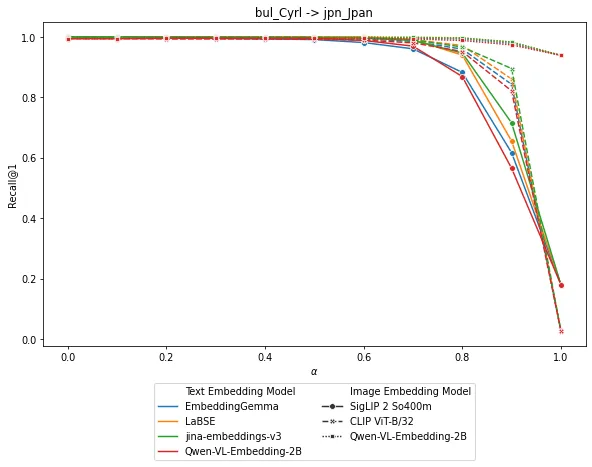 bul_Cyrl -> jpn_Jpan
Recall@1
1.0
0.8
0.6
0.4
0.2
0.0
0.0 0.2 0.4 0.6 0.8 1.0
α
Text Embedding Model
EmbeddingGemma
LaBSE
jina-embeddings-v3
Qwen-VL-Embedding-2B
Image Embedding Model
SigLIP 2 So400m
CLIP ViT-B/32
Qwen-VL-Embedding-2B